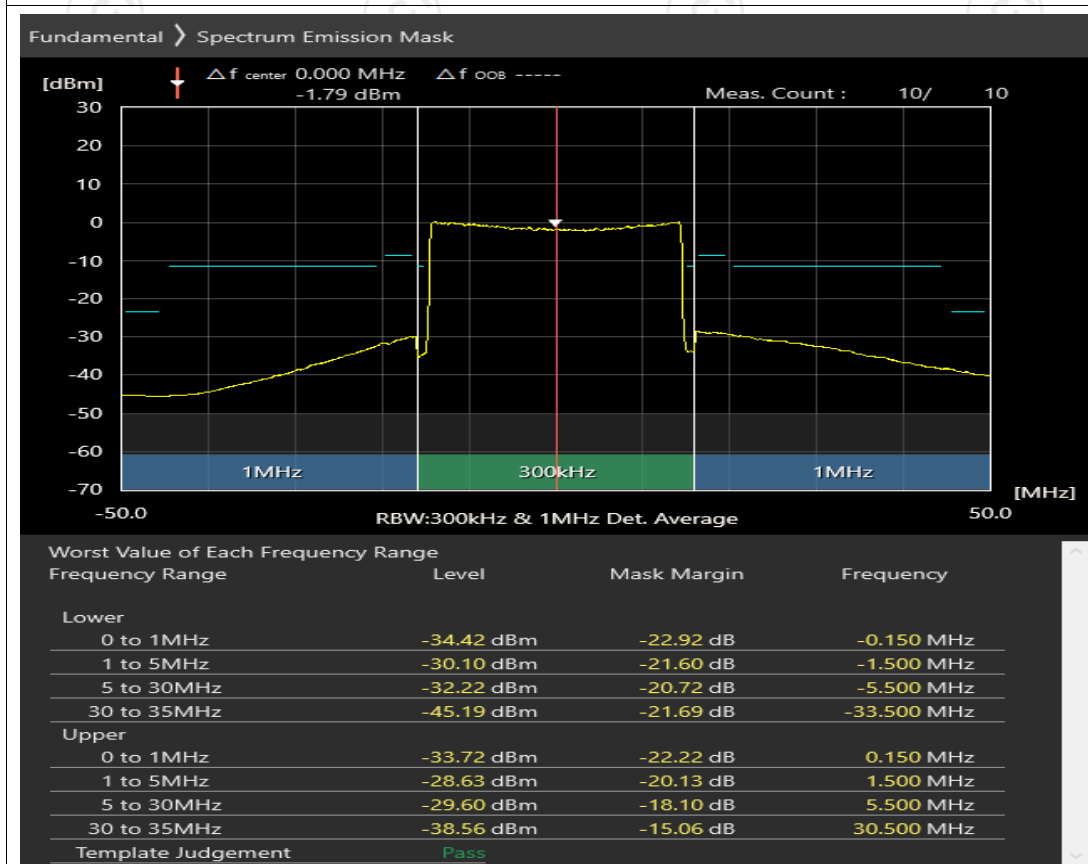 Fundamental ❯ Spectrum Emission Mask
[dBm] Δf center 0.000 MHz Δf OOB -----
-1.79 dBm Meas. Count : 10/ 10
30
20
10
0
-10
-20
-30
-40
-50
-60
1MHz 300kHz 1MHz
-70 [MHz]
-50.0 RBW:300kHz & 1MHz Det. Average 50.0
Worst Value of Each Frequency Range
Frequency Range Level Mask Margin Frequency
Lower
0 to 1MHz -34.42 dBm -22.92 dB -0.150 MHz
1 to 5MHz -30.10 dBm -21.60 dB -1.500 MHz
5 to 30MHz -32.22 dBm -20.72 dB -5.500 MHz
30 to 35MHz -45.19 dBm -21.69 dB -33.500 MHz
Upper
0 to 1MHz -33.72 dBm -22.22 dB 0.150 MHz
1 to 5MHz -28.63 dBm -20.13 dB 1.500 MHz
5 to 30MHz -29.60 dBm -18.10 dB 5.500 MHz
30 to 35MHz -38.56 dBm -15.06 dB 30.500 MHz
Template Judgement Pass